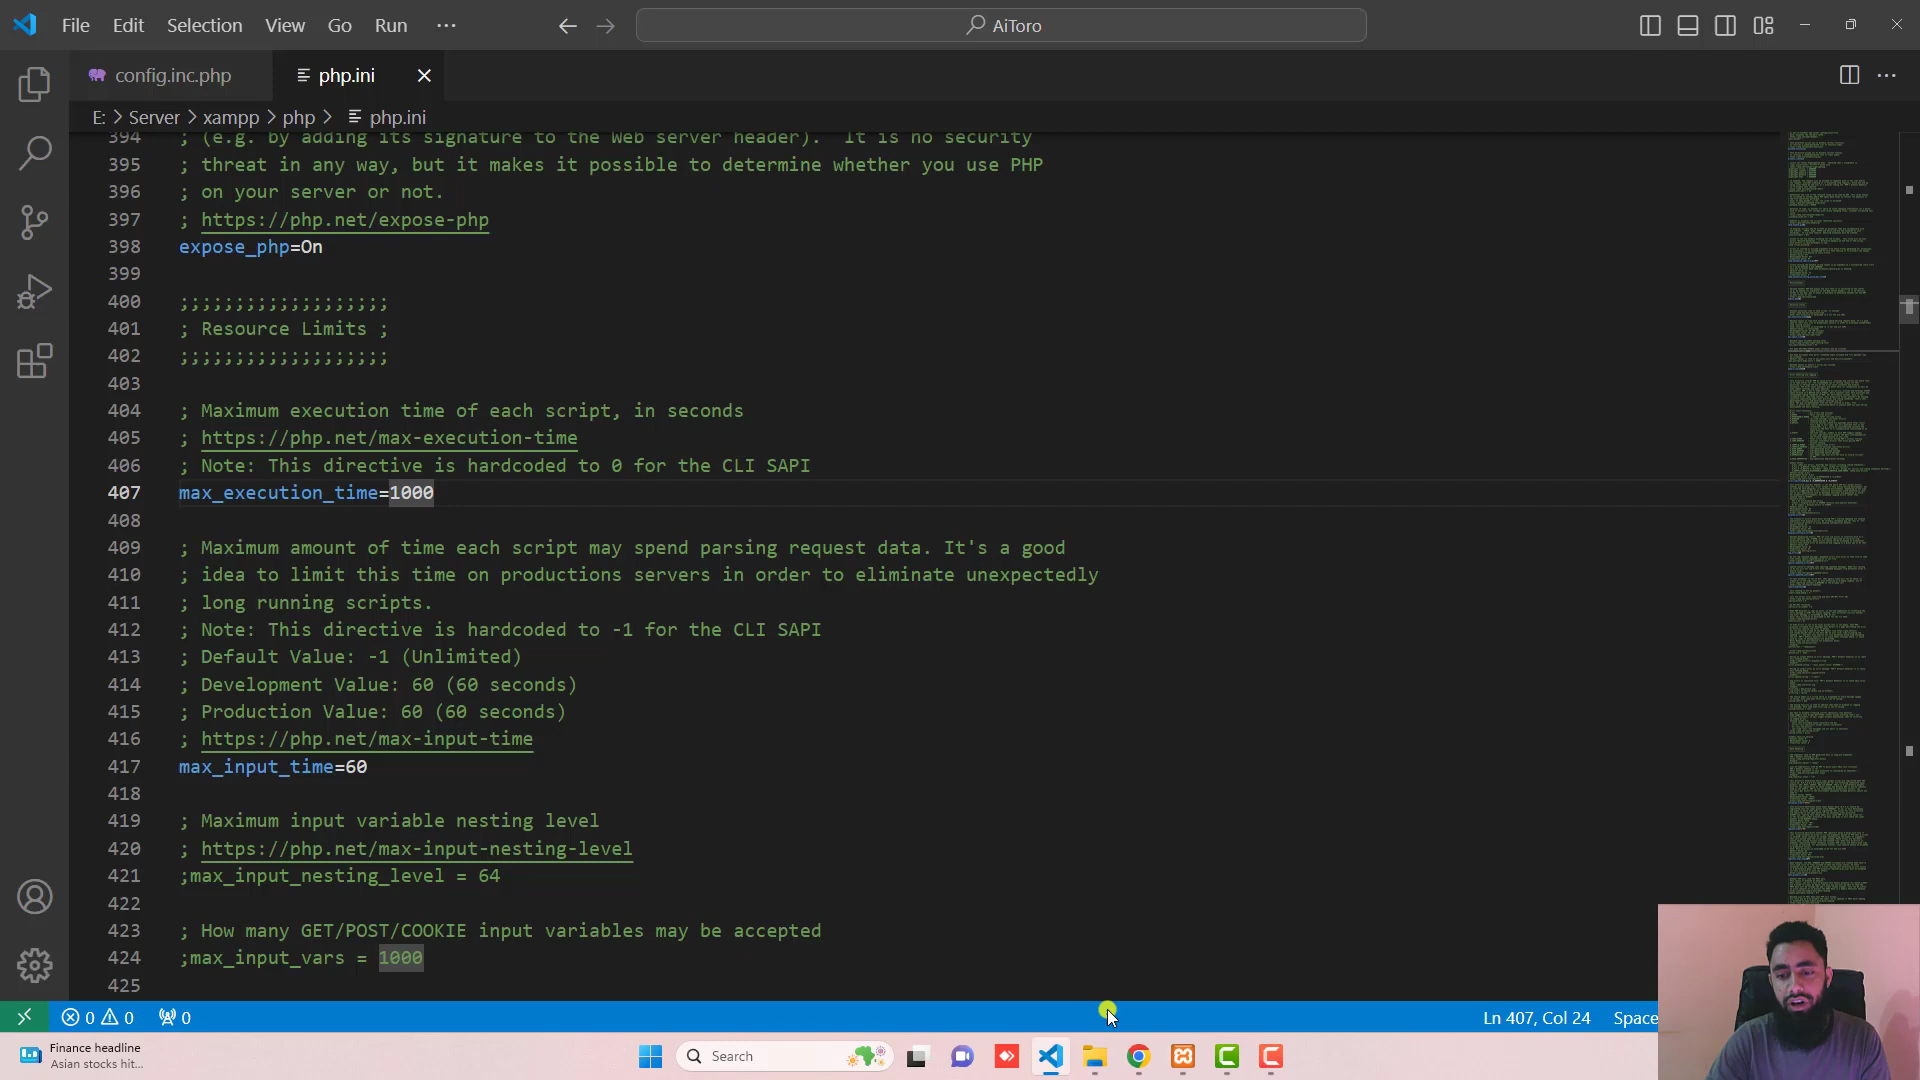 File Edit Selection View Go Run ···
AiToro
config.inc.php
php.ini
E: > Server > xampp > php > php.ini
394 ; (e.g. by adding its signature to the Web server header).  It is no security
395 ; threat in any way, but it makes it possible to determine whether you use PHP
396 ; on your server or not.
397 ; https://php.net/expose-php
398 expose_php=On
399
400 ;;;;;;;;;;;;;;;;;;;
401 ; Resource Limits ;
402 ;;;;;;;;;;;;;;;;;;;
403
404 ; Maximum execution time of each script, in seconds
405 ; https://php.net/max-execution-time
406 ; Note: This directive is hardcoded to 0 for the CLI SAPI
407 max_execution_time=1000
408
409 ; Maximum amount of time each script may spend parsing request data. It's a good
410 ; idea to limit this time on productions servers in order to eliminate unexpectedly
411 ; long running scripts.
412 ; Note: This directive is hardcoded to -1 for the CLI SAPI
413 ; Default Value: -1 (Unlimited)
414 ; Development Value: 60 (60 seconds)
415 ; Production Value: 60 (60 seconds)
416 ; https://php.net/max-input-time
417 max_input_time=60
418
419 ; Maximum input variable nesting level
420 ; https://php.net/max-input-nesting-level
421 ;max_input_nesting_level = 64
422
423 ; How many GET/POST/COOKIE input variables may be accepted
424 ;max_input_vars = 1000
425
0 0 0
Ln 407, Col 24 Space
Finance headline
Asian stocks hit...
Search